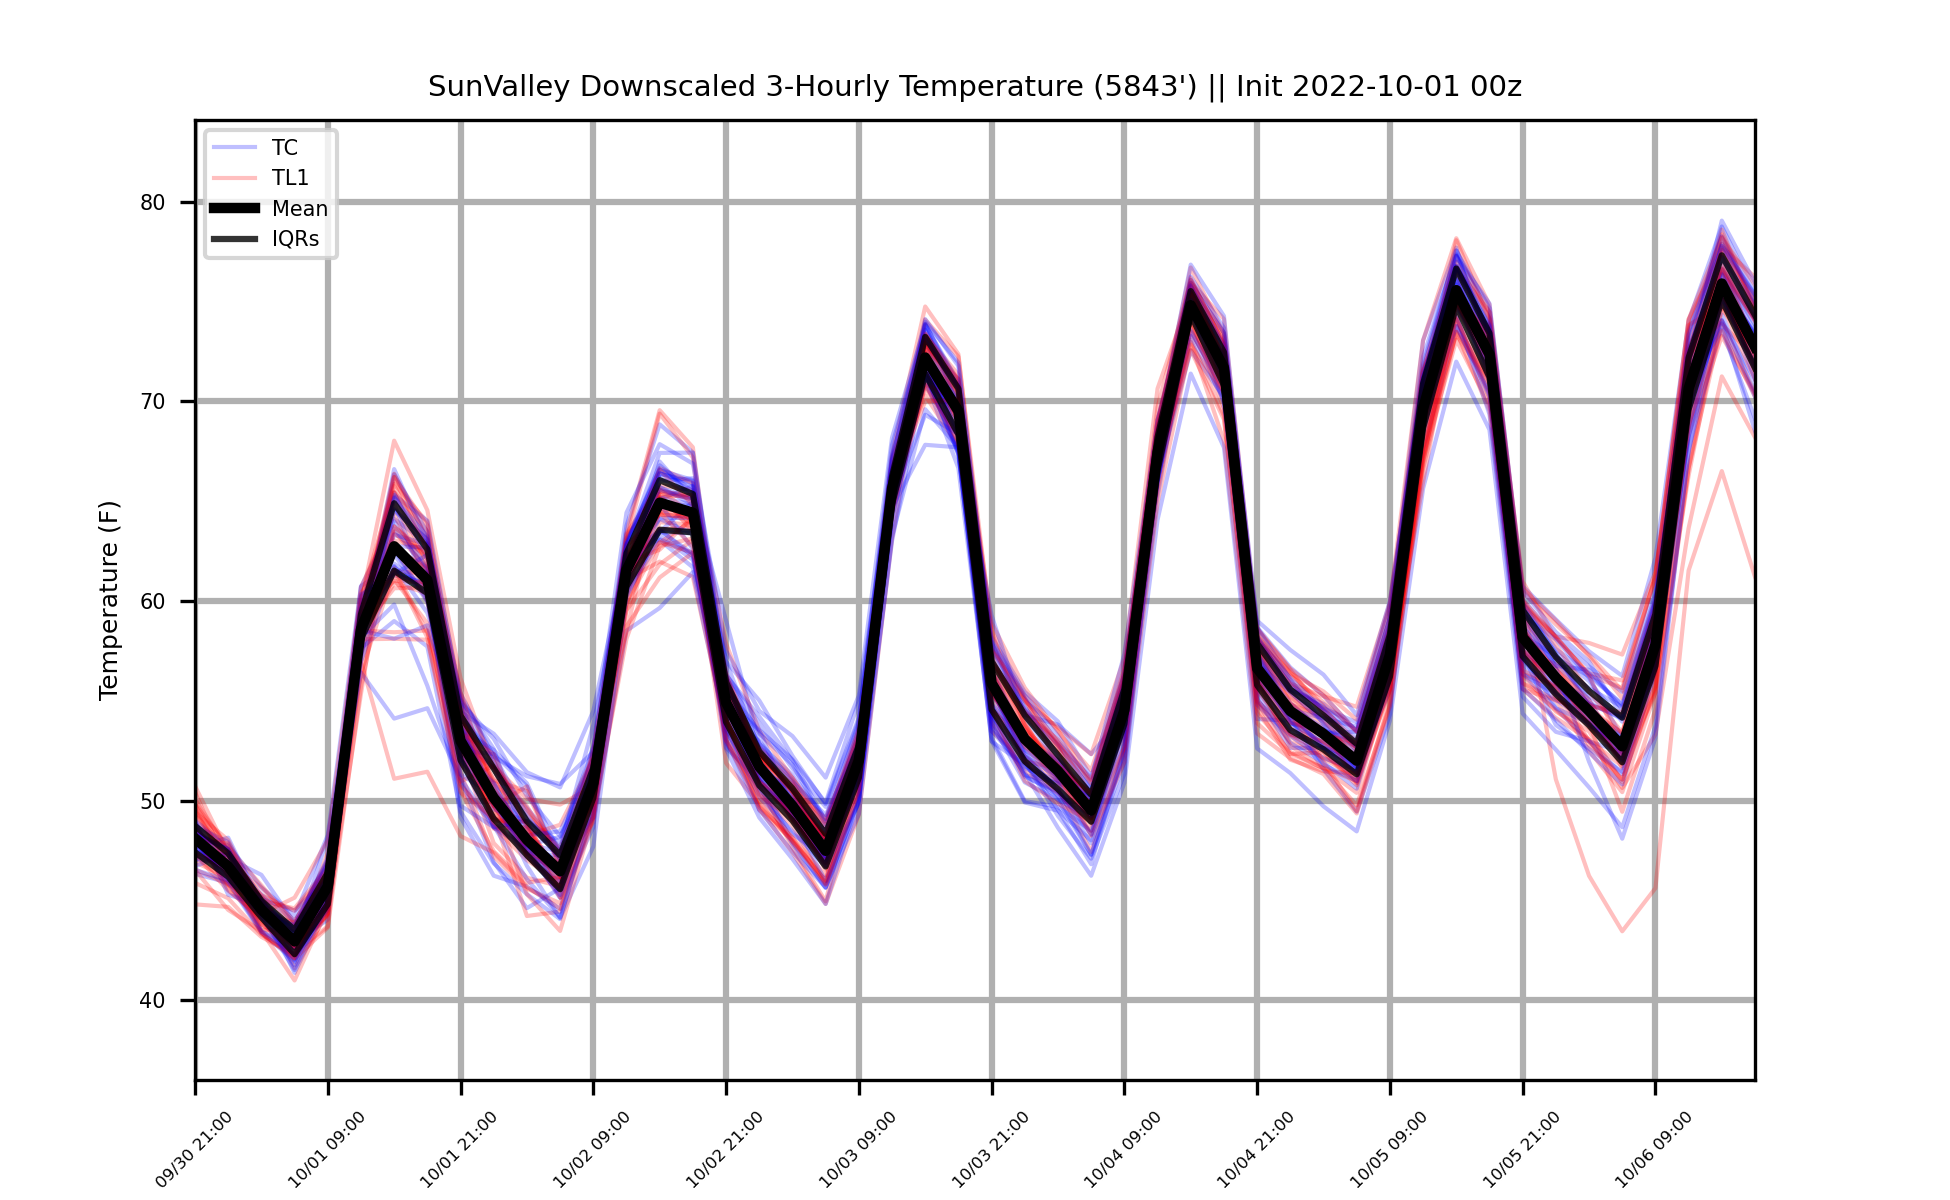 SunValley Downscaled 3-Hourly Temperature (5843') || Init 2022-10-01 00z
TC
TL1
Mean
IQRs
80
70
60
50
40
Temperature (F)
09/30 21:00
10/01 09:00
10/01 21:00
10/02 09:00
10/02 21:00
10/03 09:00
10/03 21:00
10/04 09:00
10/04 21:00
10/05 09:00
10/05 21:00
10/06 09:00